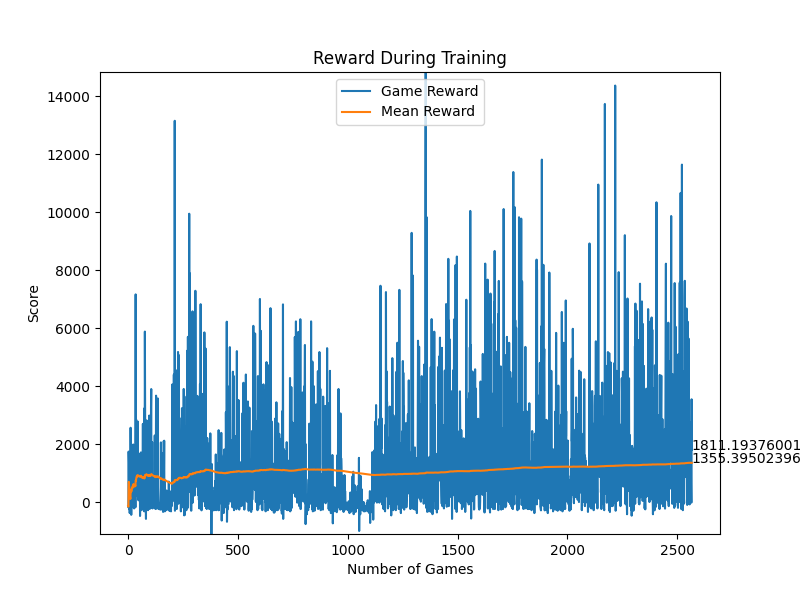 Reward During Training
Game Reward
Mean Reward
14000
12000
10000
8000
6000
4000
2000
0
Score
1811.19376001
1355.39502396
0 500 1000 1500 2000 2500
Number of Games